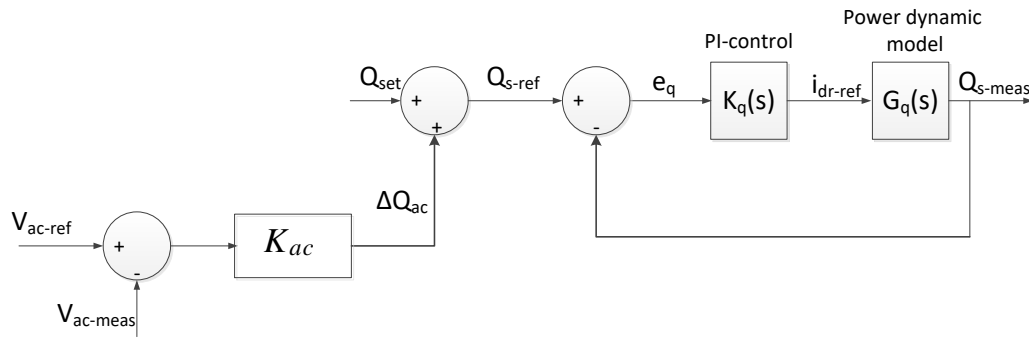 Power dynamic
model
PI-control
Q_set
+
+
Q_s-ref
+
-
e_q
K_q(s)
i_dr-ref
G_q(s)
Q_s-meas
ΔQ_ac
V_ac-ref
+
-
K_ac
V_ac-meas